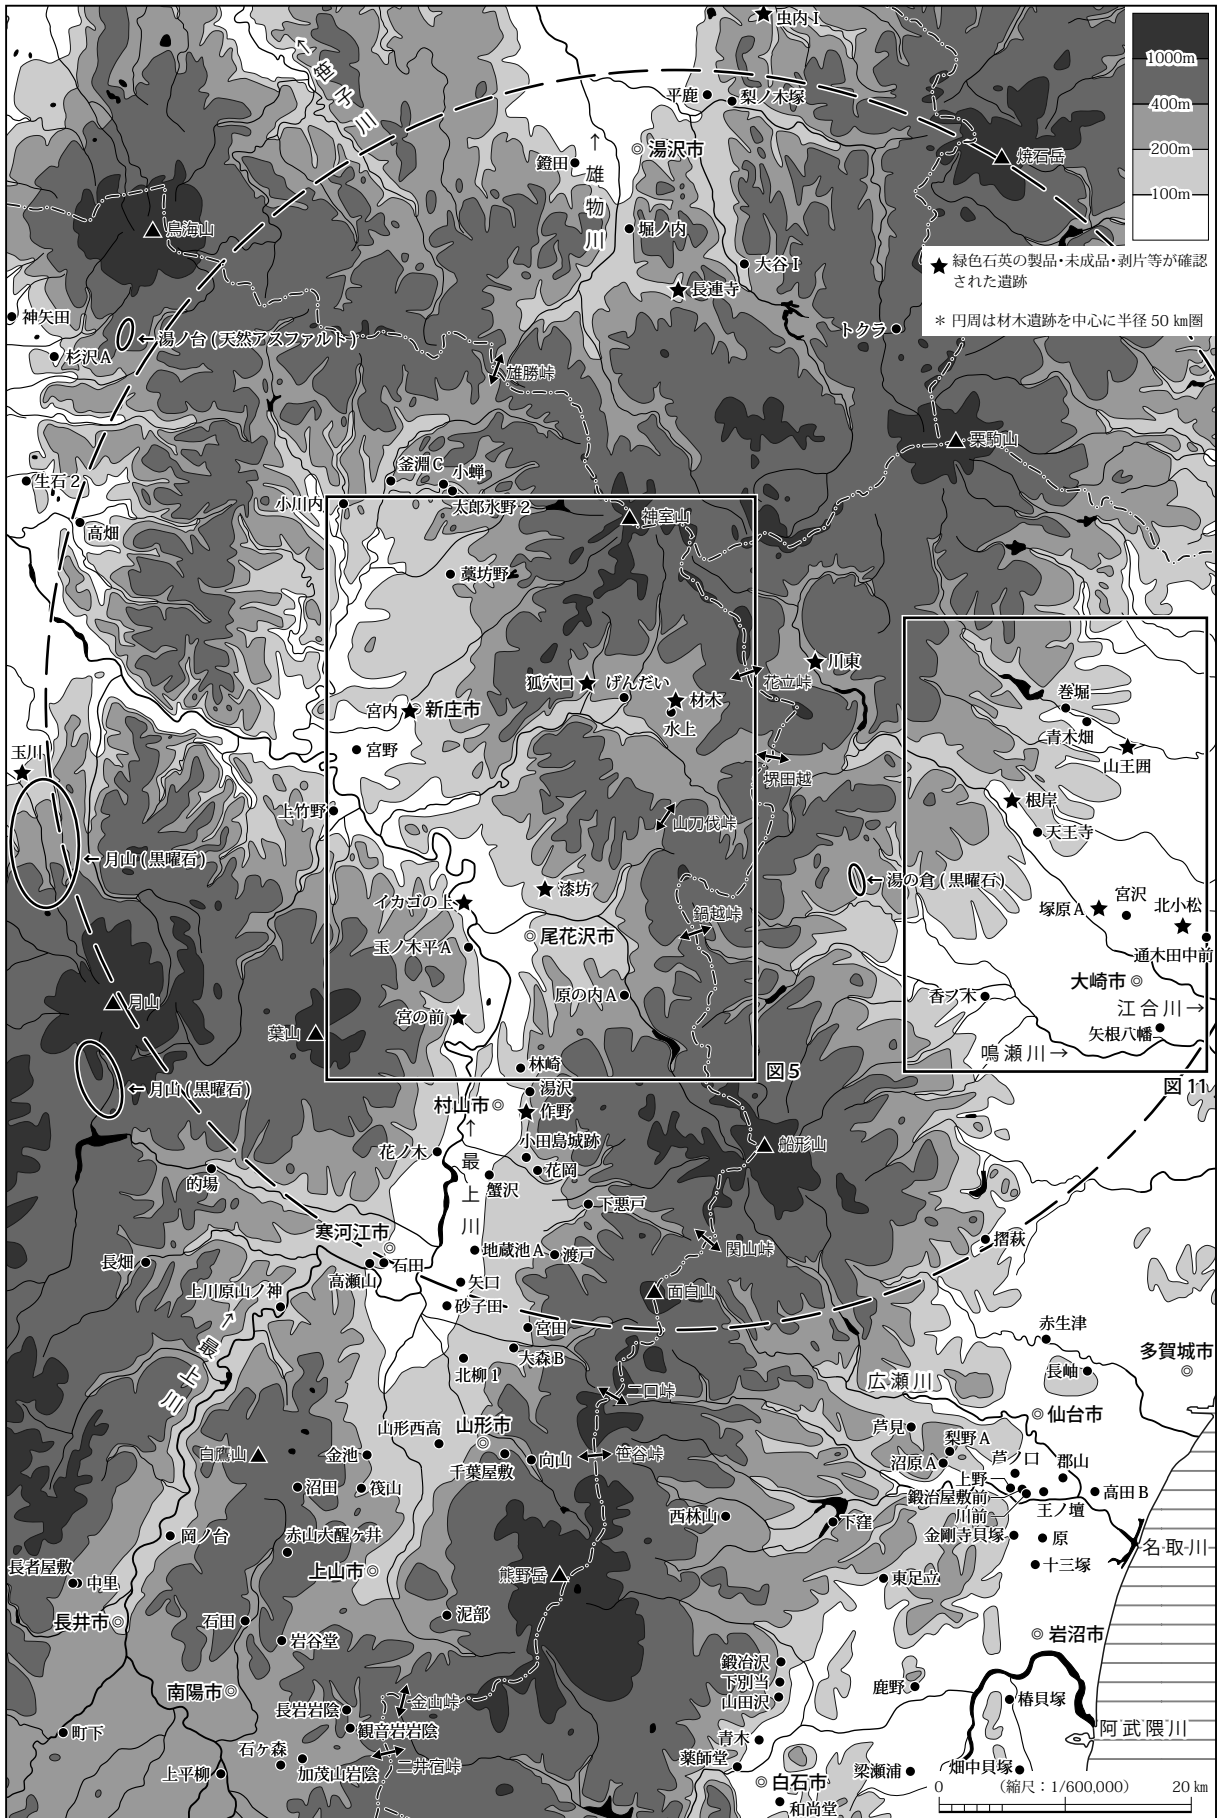 虫内Ⅰ
1000m
400m
200m
100m
★ 緑色石英の製品・未成品・剥片等が確認
された遺跡
＊ 円周は材木遺跡を中心に半径 50 ㎞圏
↑笹子川
平鹿
梨ノ木塚
焼石岳
鐙田
湯沢市
↑雄物川
鳥海山
堀ノ内
大谷Ⅰ
長連寺
トクラ
神矢田
←湯ノ台 (天然アスファルト)
杉沢A
雄勝峠
栗駒山
釜淵C
小蝉
生石 2
小川内
太郎水野 2
神室山
高畑
藁坊野
川東
狐穴口
げんだい
材木
水上
花立峠
巻堀
青木畑
宮内
新庄市
宮野
山王囲
玉川
堺田越
根岸
上竹野
山刀伐峠
天王寺
←月山 (黒曜石)
←湯の倉 (黒曜石)
漆坊
イカゴの上
塚原A
宮沢
北小松
鍋越峠
玉ノ木平A
尾花沢市
通木田中前
大崎市
原の内A
香ノ木
江合川→
月山
宮の前
葉山
矢根八幡
鳴瀬川→
林崎
図 5
←月山 (黒曜石)
湯沢
図 11
村山市
作野
小田島城跡
船形山
花ノ木
花岡
的場
↑最上川
蟹沢
下悪戸
寒河江市
摺萩
地蔵池A
渡戸
関山峠
長畑
石田
高瀬山
矢口
上川原山ノ神
面白山
砂子田
↑最上川
宮田
赤生津
大森B
多賀城市
北柳 1
長岫
広瀬川
二口峠
仙台市
山形西高
山形市
芦見
梨野A
白鷹山
金池
千葉屋敷
向山
笹谷峠
沼原A
芦ノ口
郡山
上野
沼田
筏山
鍛治屋敷前
高田B
王ノ壇
西林山
下窪
川前
岡ノ台
赤山大醒ヶ井
金剛寺貝塚
原
名取川
長者屋敷
中里
上山市
熊野岳
十三塚
東足立
長井市
石田
泥部
岩谷堂
岩沼市
鍛治沢
下別当
南陽市
山田沢
鹿野
長岩岩陰
金山峠
椿貝塚
町下
観音岩岩陰
青木
阿武隈川
石ヶ森
薬師堂
上平柳
加茂山岩陰
二井宿峠
白石市
梁瀬浦
畑中貝塚
和尚堂
0 （縮尺：1/600,000） 20 ㎞